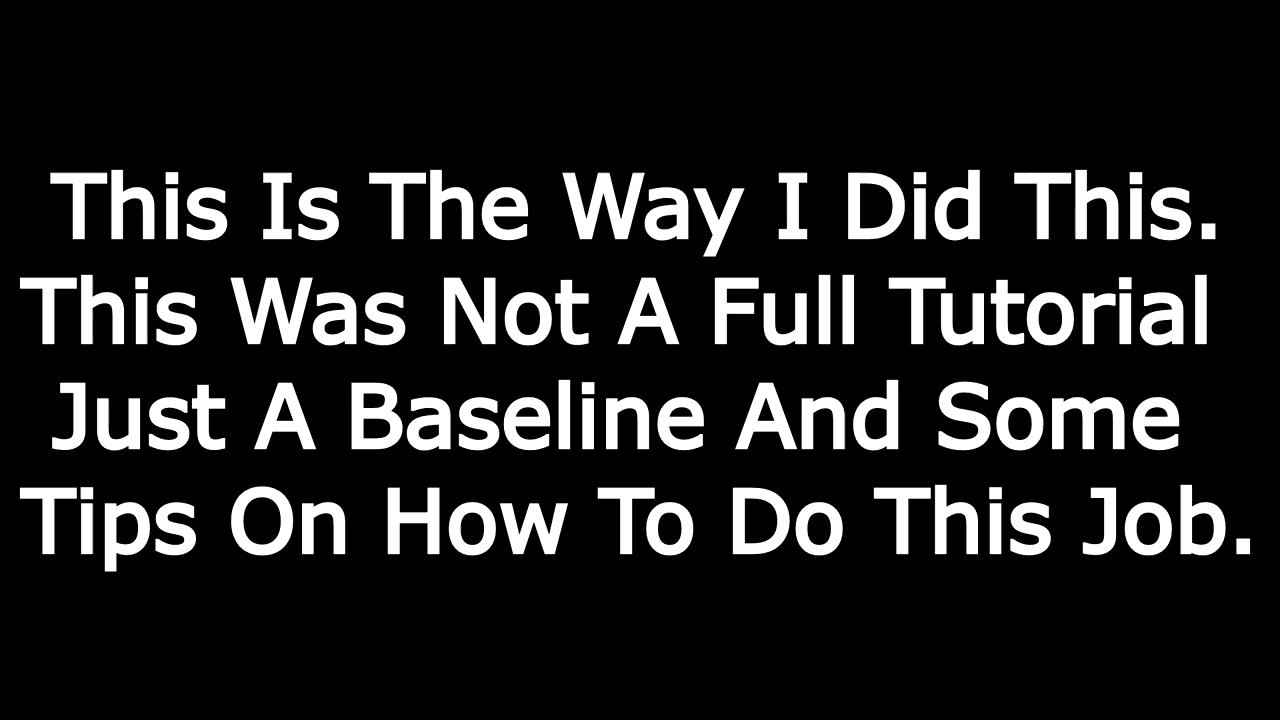 This Is The Way I Did This.
This Was Not A Full Tutorial
Just A Baseline And Some
Tips On How To Do This Job.